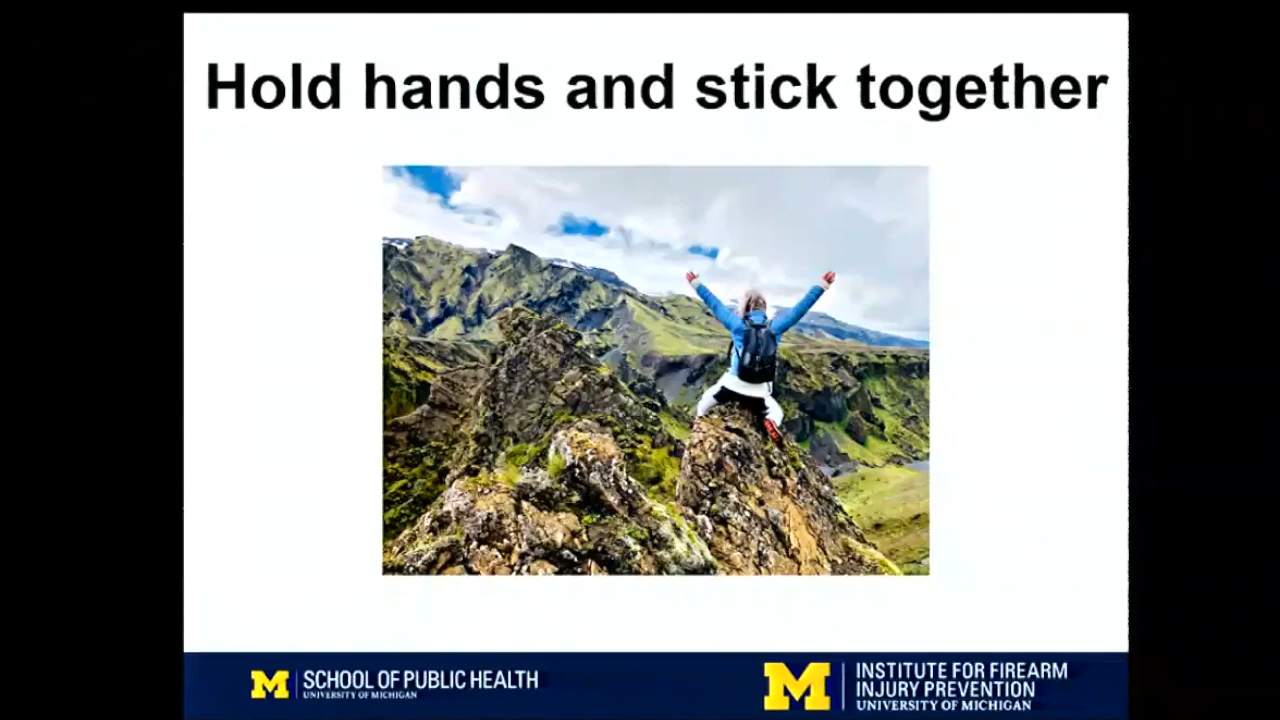 Hold hands and stick together
M
SCHOOL OF PUBLIC HEALTH
UNIVERSITY OF MICHIGAN
M
INSTITUTE FOR FIREARM
INJURY PREVENTION
UNIVERSITY OF MICHIGAN